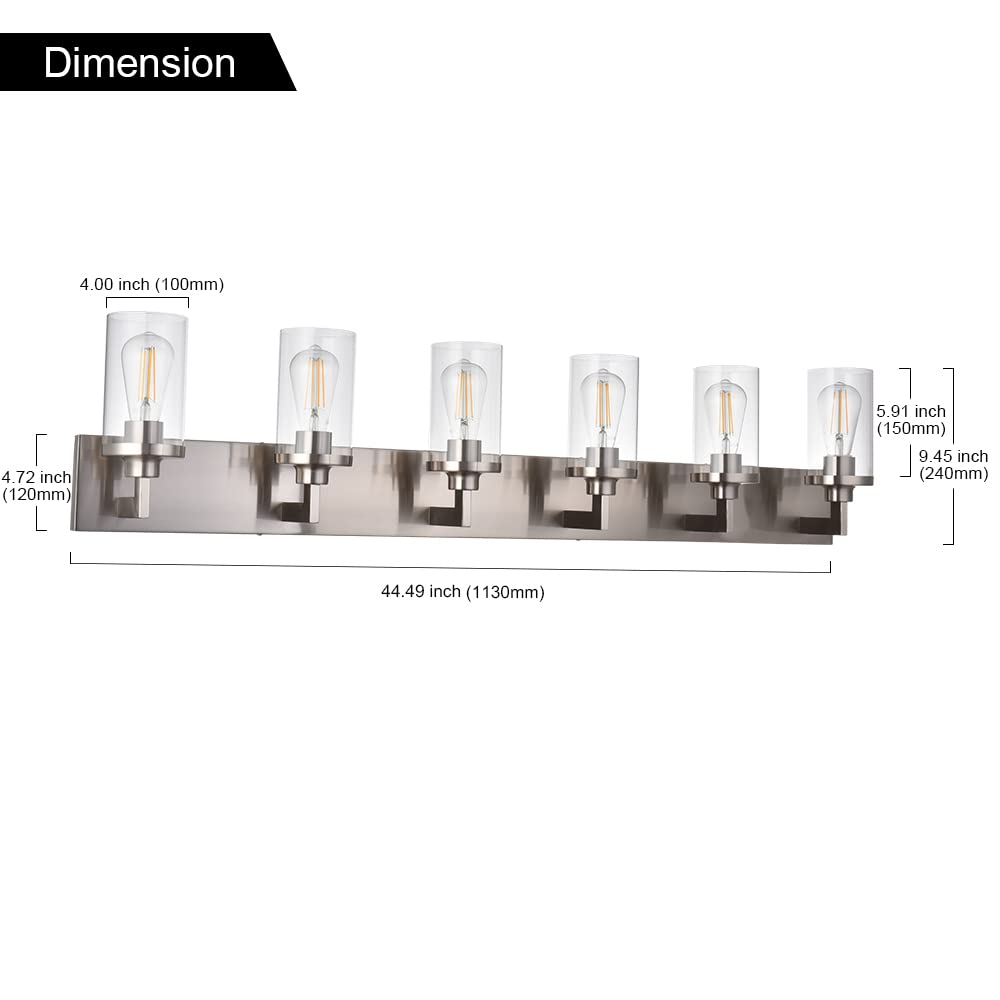 Dimension
4.00 inch (100mm)
5.91 inch
(150mm)
9.45 inch
(240mm)
4.72 inch
(120mm)
44.49 inch (1130mm)